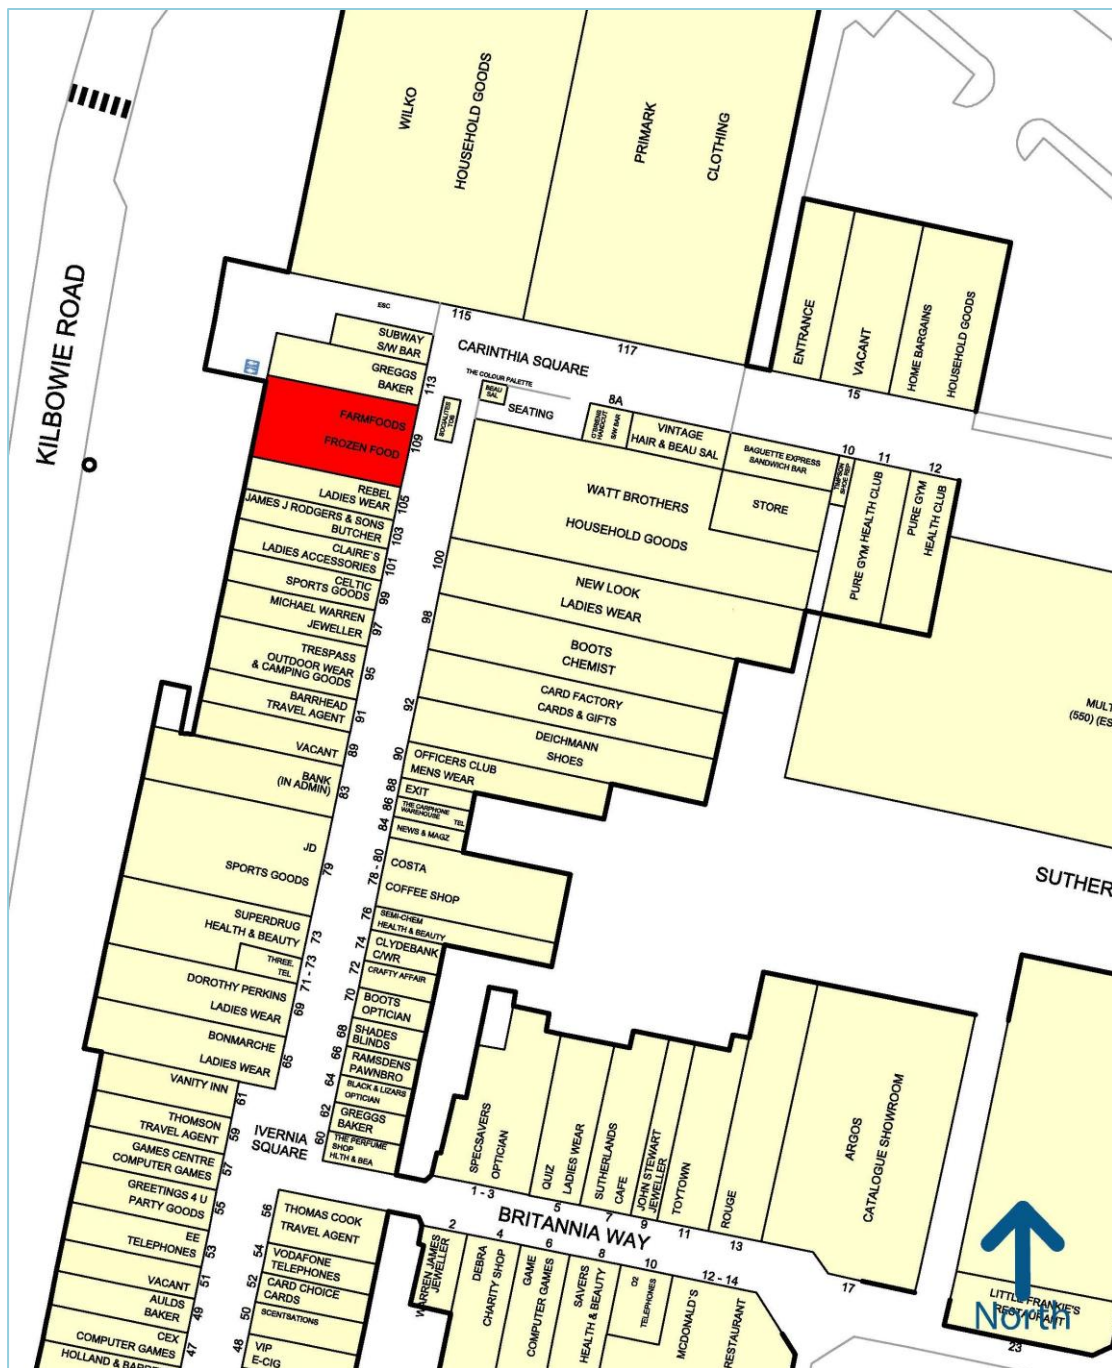 WILKO
HOUSEHOLD GOODS
PRIMARK
CLOTHING
KILBOWIE ROAD
ESC
115
117
SUBWAY
S/W BAR
GREGGS
BAKER
113
CARINTHIA SQUARE
THE COLOUR PALETTE
BEAU
SAL
SEATING
ENTRANCE
VACANT
HOME BARGAINS
HOUSEHOLD GOODS
15
FARMFOODS
FROZEN FOOD
109
TOB
8A
S/W BAR
VINTAGE
HAIR & BEAU SAL
BAGUETTE EXPRESS
SANDWICH BAR
10
TIMPSON
SHOE REP
11
PURE GYM HEALTH CLUB
12
PURE GYM
HEALTH CLUB
REBEL
LADIES WEAR
105
JAMES J RODGERS & SONS
BUTCHER
103
CLAIRE'S
LADIES ACCESSORIES
101
CELTIC
SPORTS GOODS
99
MICHAEL WARREN
JEWELLER
97
TRESPASS
OUTDOOR WEAR
& CAMPING GOODS
95
BARRHEAD
TRAVEL AGENT
91
VACANT
89
BANK
(IN ADMIN)
83
JD
SPORTS GOODS
79
SUPERDRUG
HEALTH & BEAUTY
73
THREE.
TEL
71 - 73
DOROTHY PERKINS
LADIES WEAR
69
BONMARCHE
LADIES WEAR
65
WATT BROTHERS
HOUSEHOLD GOODS
STORE
100
NEW LOOK
LADIES WEAR
98
BOOTS
CHEMIST
CARD FACTORY
CARDS & GIFTS
92
DEICHMANN
SHOES
90
OFFICERS CLUB
MENS WEAR
88
EXIT
86
THE CARPHONE
WAREHOUSE
TEL
84
NEWS & MAGZ
78 - 80
COSTA
COFFEE SHOP
76
SEMI-CHEM
HEALTH & BEAUTY
74
CLYDEBANK
C/WR
72
CRAFTY AFFAIR
70
BOOTS
OPTICIAN
68
SHADES
BLINDS
66
RAMSDENS
PAWNBRO
64
BLACK & LIZARS
OPTICIAN
62
GREGGS
BAKER
60
THE PERFUME
SHOP
HLTH & BEA
MULT
(550) (ES
SUTHER
VANITY INN
61
THOMSON
TRAVEL AGENT
59
GAMES CENTRE
COMPUTER GAMES
57
GREETINGS 4 U
PARTY GOODS
55
EE
TELEPHONES
53
VACANT
51
AULDS
BAKER
49
CEX
COMPUTER GAMES
47
HOLLAND & BARRE
IVERNIA
SQUARE
56
THOMAS COOK
TRAVEL AGENT
54
VODAFONE
TELEPHONES
52
CARD CHOICE
CARDS
50
SCENTSATIONS
48
VIP
E-CIG
SPECSAVERS
OPTICIAN
1 - 3
QUIZ
LADIES WEAR
5
SUTHERLANDS
CAFE
7
JOHN STEWART
JEWELLER
9
TOYTOWN
11
ROUGE
13
ARGOS
CATALOGUE SHOWROOM
17
BRITANNIA WAY
2
WARREN JAMES
JEWELLER
4
DEBRA
CHARITY SHOP
6
GAME
COMPUTER GAMES
8
SAVERS
HEALTH & BEAUTY
10
O2
TELEPHONES
12 - 14
MCDONALD'S
RESTAURANT
LITTLE FRANKIE'S
RESTAURANT
23
North